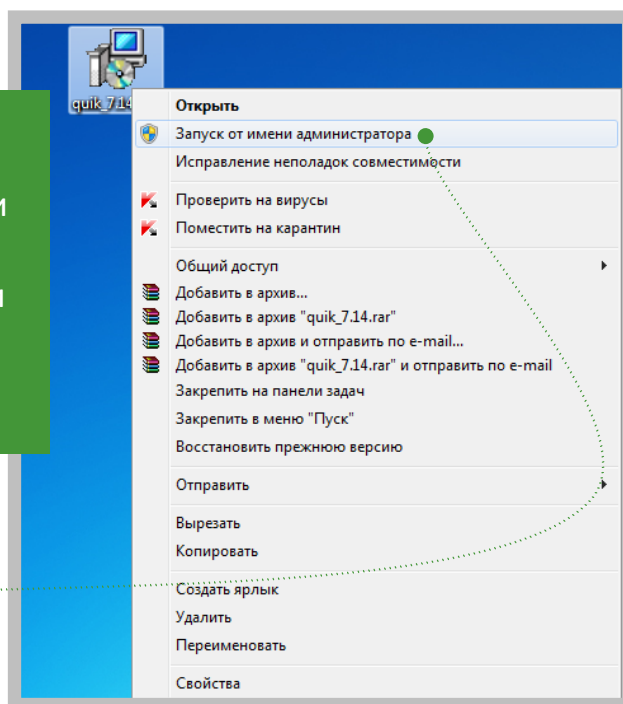 quik_7.14
Открыть
Запуск от имени администратора
Исправление неполадок совместимости
Проверить на вирусы
Поместить на карантин
Общий доступ
Добавить в архив...
Добавить в архив "quik_7.14.rar"
Добавить в архив и отправить по e-mail...
Добавить в архив "quik_7.14.rar" и отправить по e-mail
Закрепить на панели задач
Закрепить в меню "Пуск"
Восстановить прежнюю версию
Отправить
Вырезать
Копировать
Создать ярлык
Удалить
Переименовать
Свойства